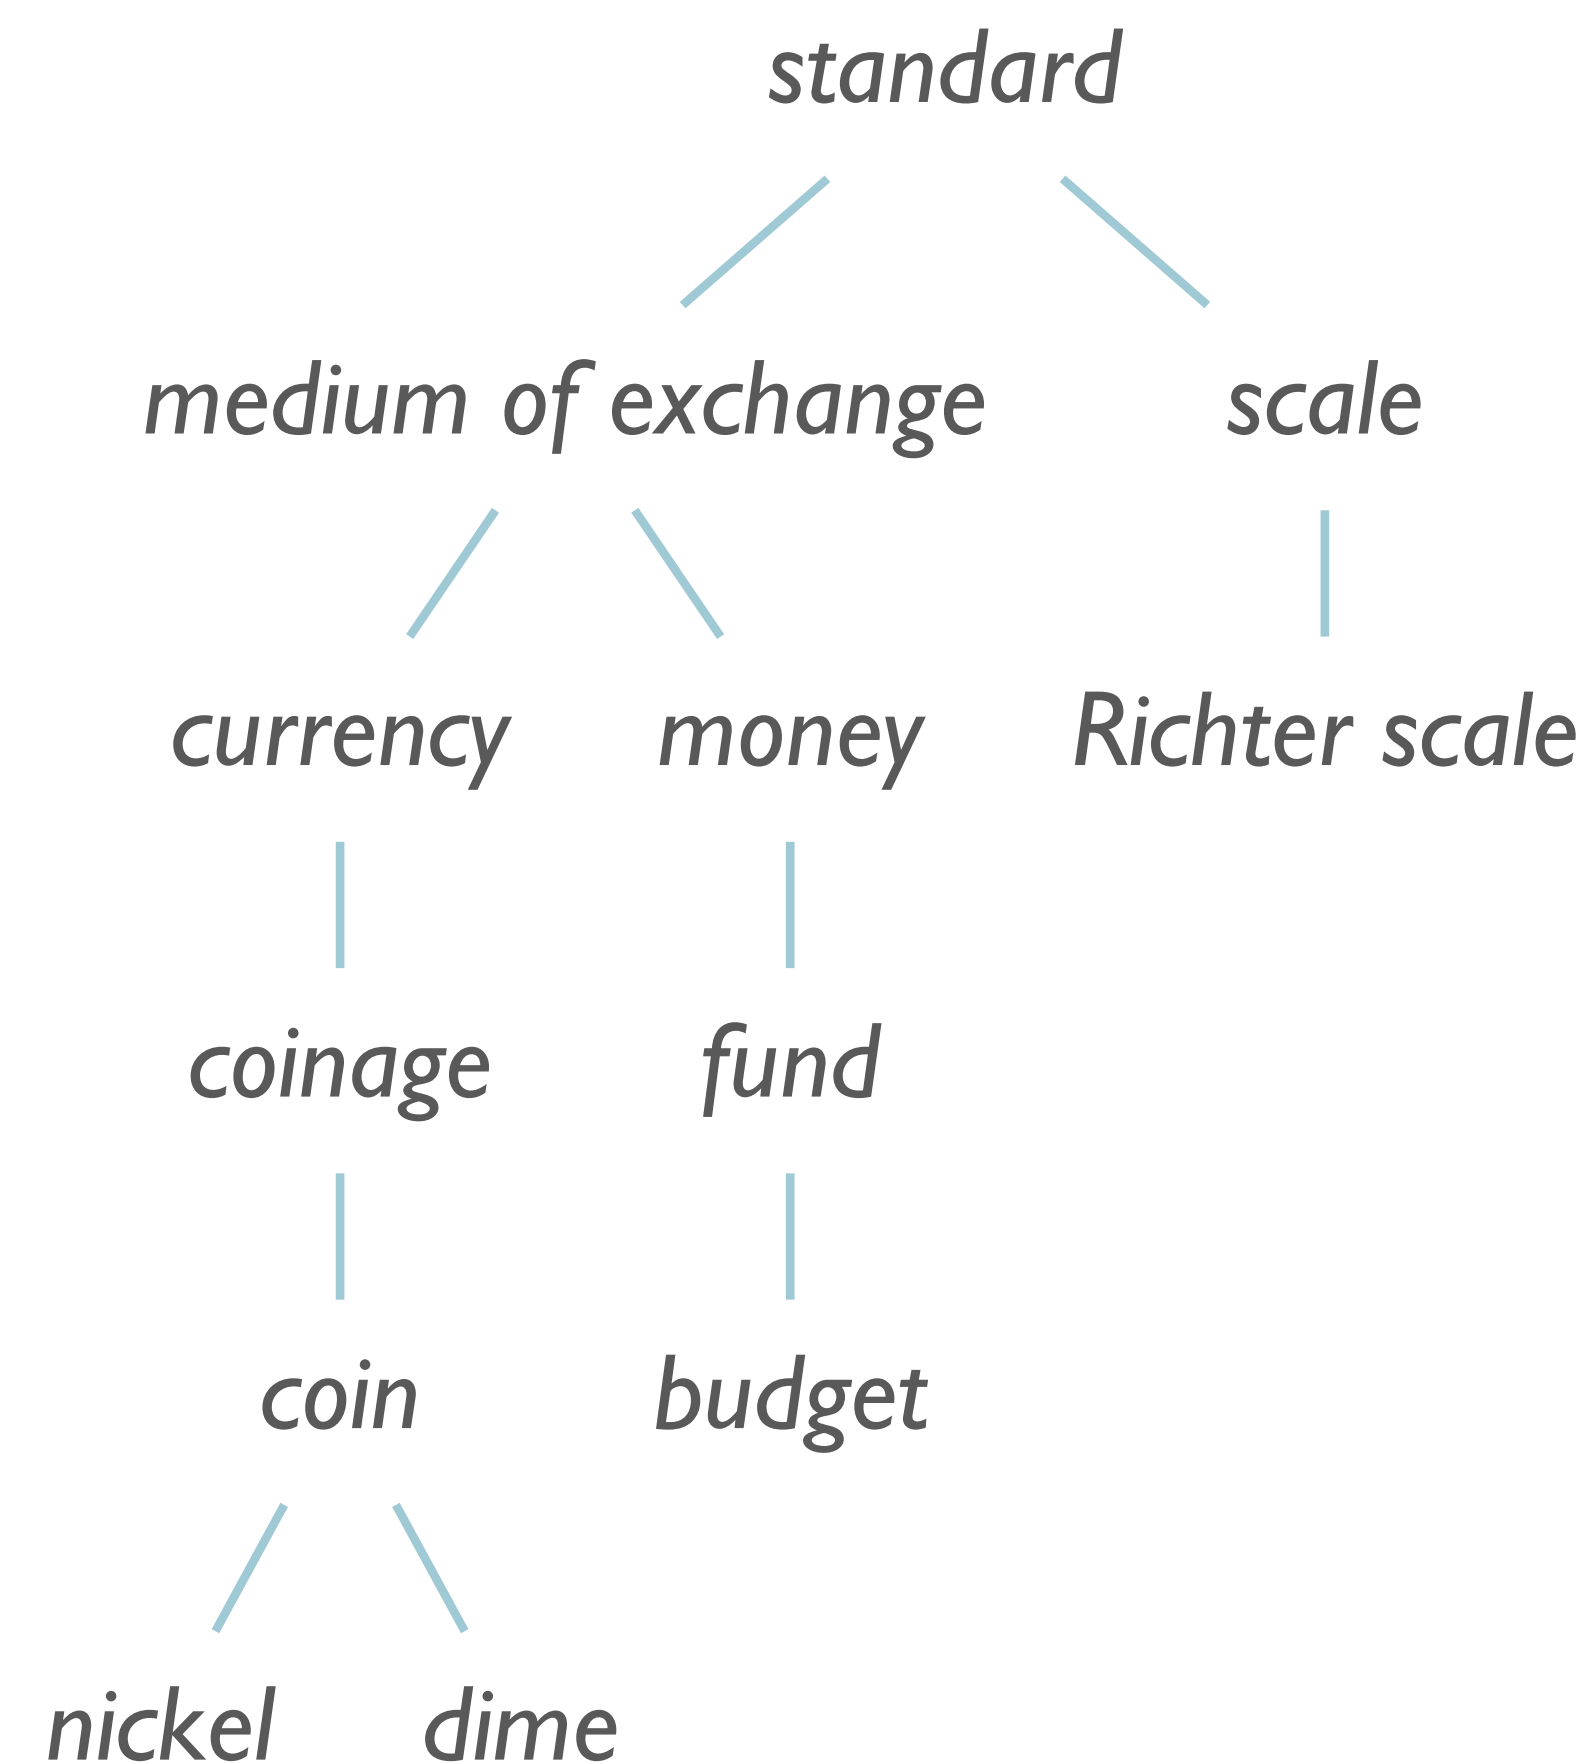 standard
medium of exchange
scale
currency
money
Richter scale
coinage
fund
coin
budget
nickel
dime